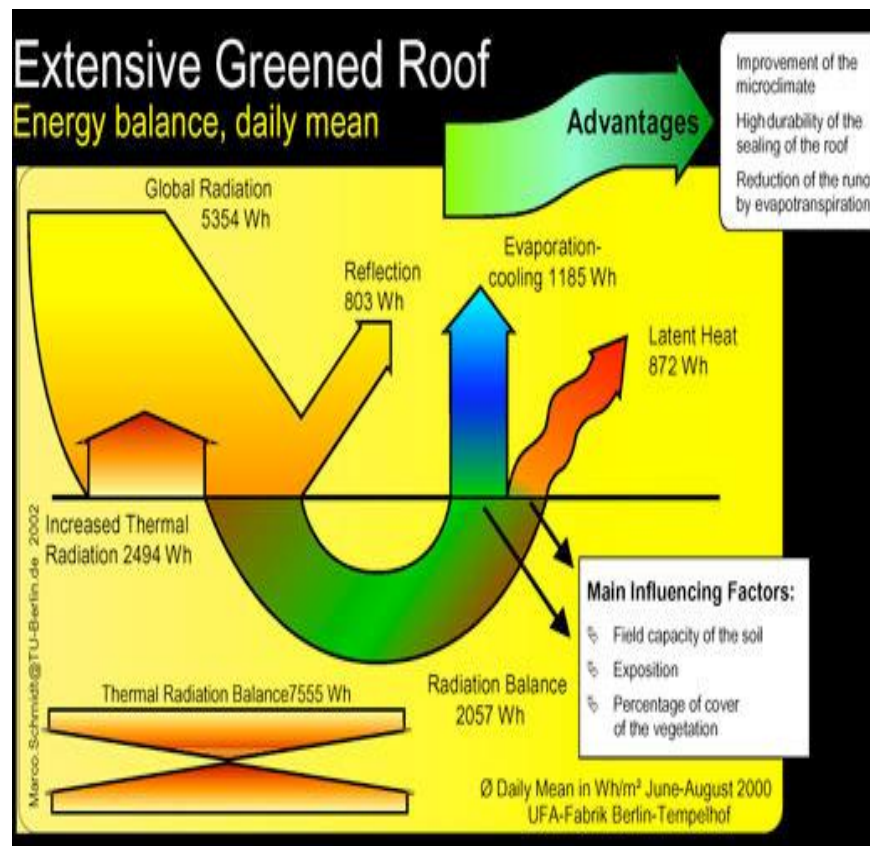 Extensive Greened Roof
Energy balance, daily mean
Advantages
Improvement of the
microclimate
High durability of the
sealing of the roof
Reduction of the runo
by evapotranspiration
Global Radiation
5354 Wh
Reflection
803 Wh
Evaporation-
cooling 1185 Wh
Latent Heat
872 Wh
Increased Thermal
Radiation 2494 Wh
Main Influencing Factors:
Field capacity of the soil
Exposition
Percentage of cover
of the vegetation
Radiation Balance
2057 Wh
Thermal Radiation Balance7555 Wh
Ø Daily Mean in Wh/m² June-August 2000
UFA-Fabrik Berlin-Tempelhof
Marco.Schmidt@TU-Berlin.de 2002